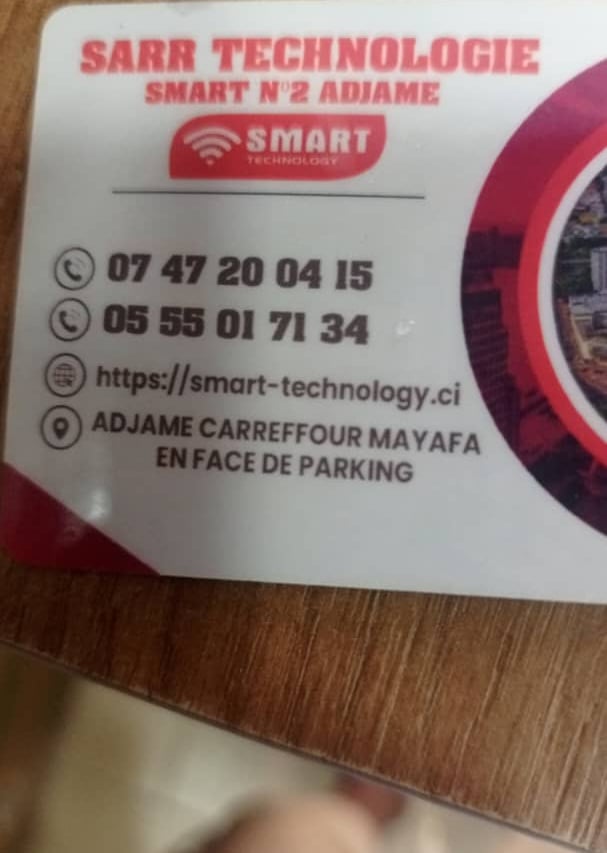 SARR TECHNOLOGIE
SMART N°2 ADJAME
SMART
TECHNOLOGY
07 47 20 04 15
05 55 01 71 34
https://smart-technology.ci
ADJAME CARREFFOUR MAYAFA
EN FACE DE PARKING